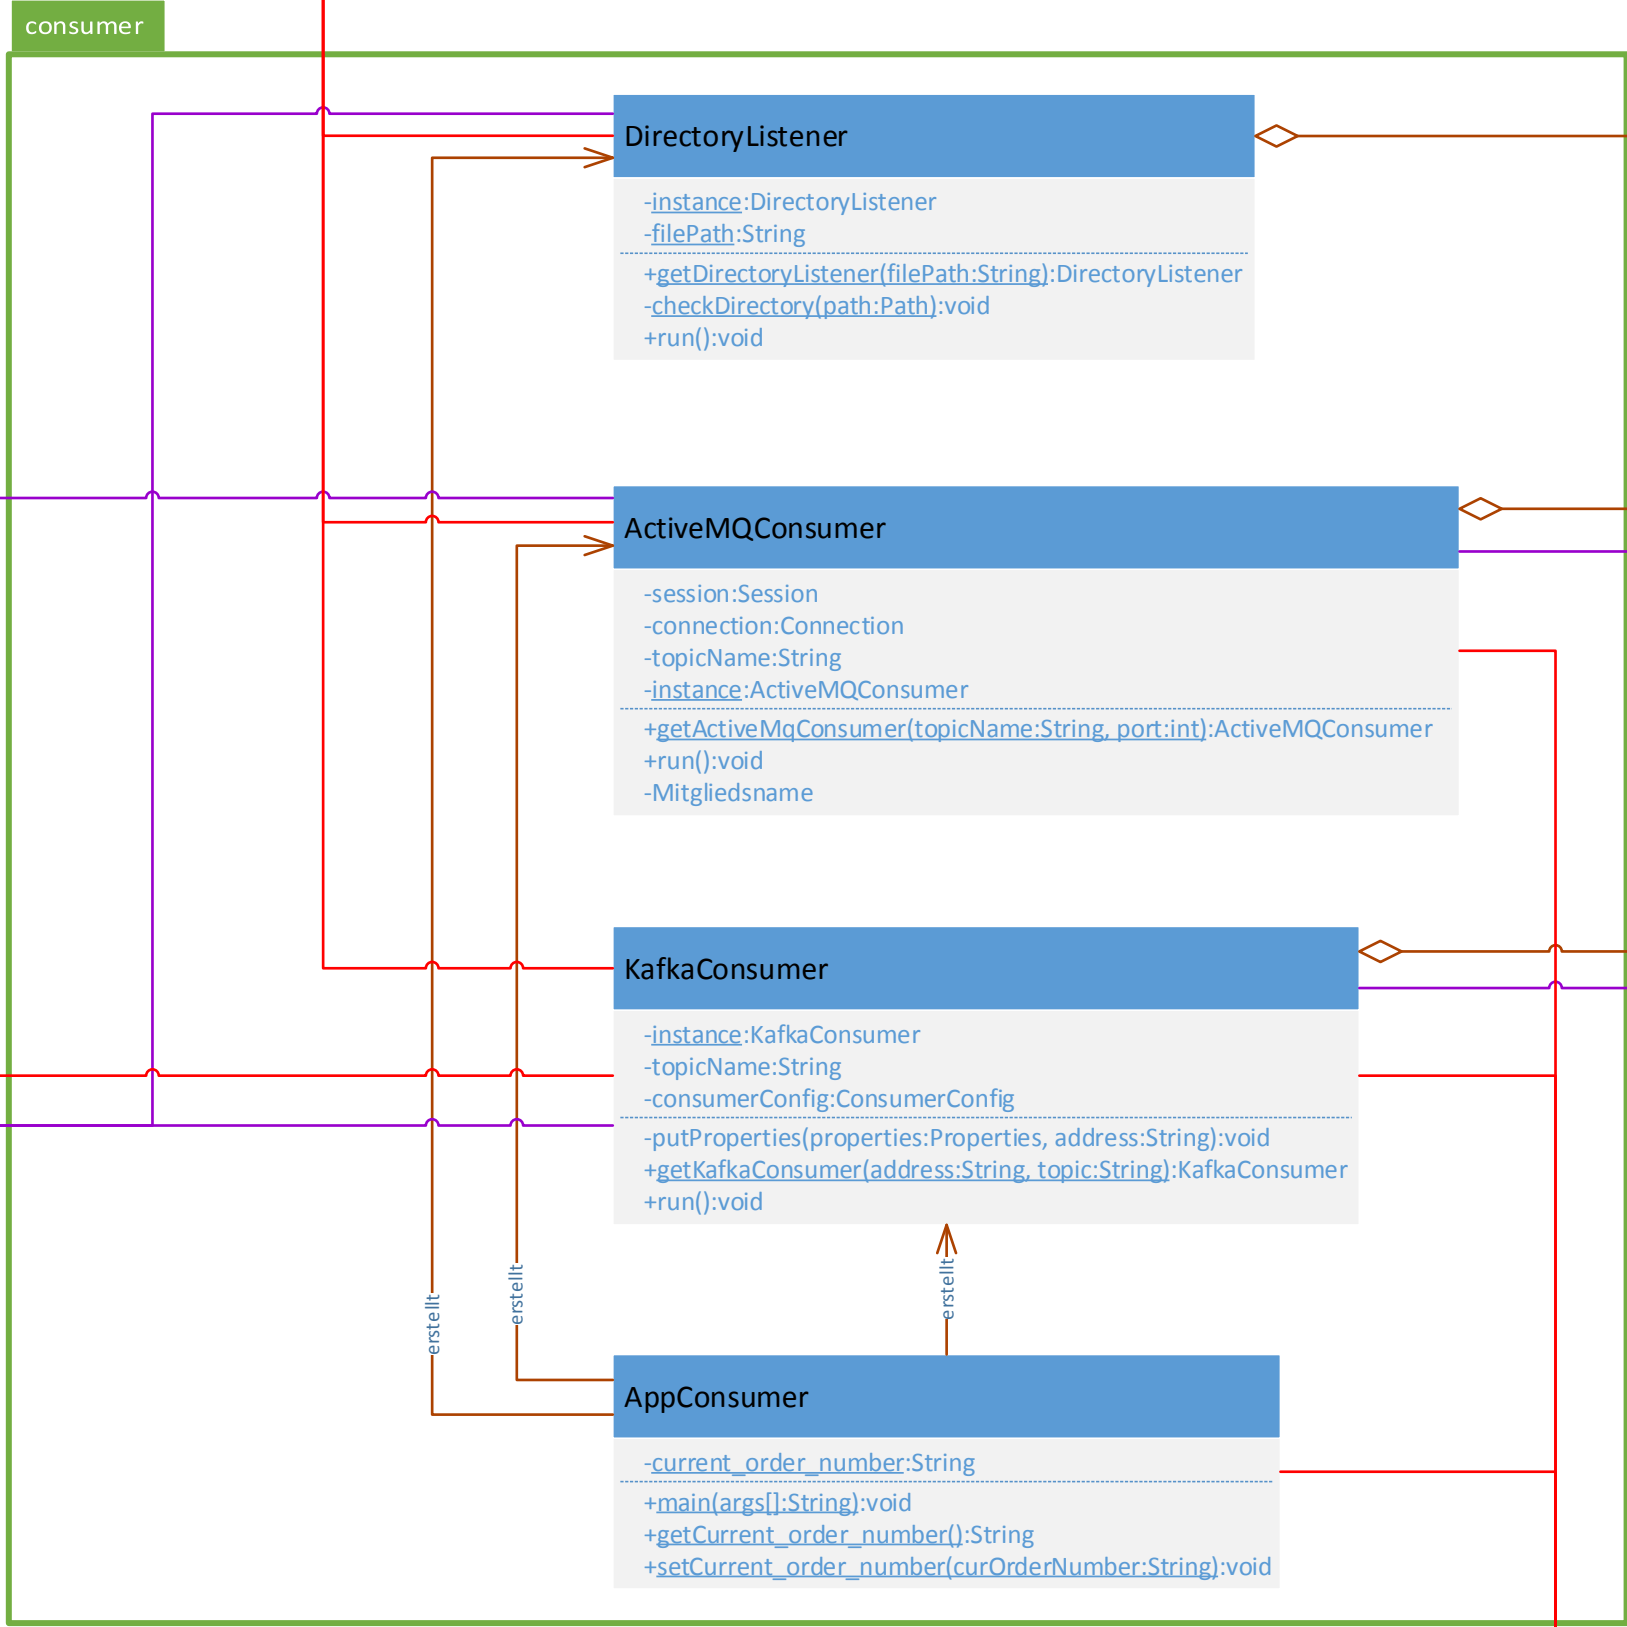 consumer
DirectoryListener
-instance:DirectoryListener
-filePath:String
+getDirectoryListener(filePath:String):DirectoryListener
-checkDirectory(path:Path):void
+run():void
ActiveMQConsumer
-session:Session
-connection:Connection
-topicName:String
-instance:ActiveMQConsumer
+getActiveMqConsumer(topicName:String, port:int):ActiveMQConsumer
+run():void
-Mitgliedsname
KafkaConsumer
-instance:KafkaConsumer
-topicName:String
-consumerConfig:ConsumerConfig
-putProperties(properties:Properties, address:String):void
+getKafkaConsumer(address:String, topic:String):KafkaConsumer
+run():void
erstellt
erstellt
erstellt
AppConsumer
-current_order_number:String
+main(args[]:String):void
+getCurrent_order_number():String
+setCurrent_order_number(curOrderNumber:String):void